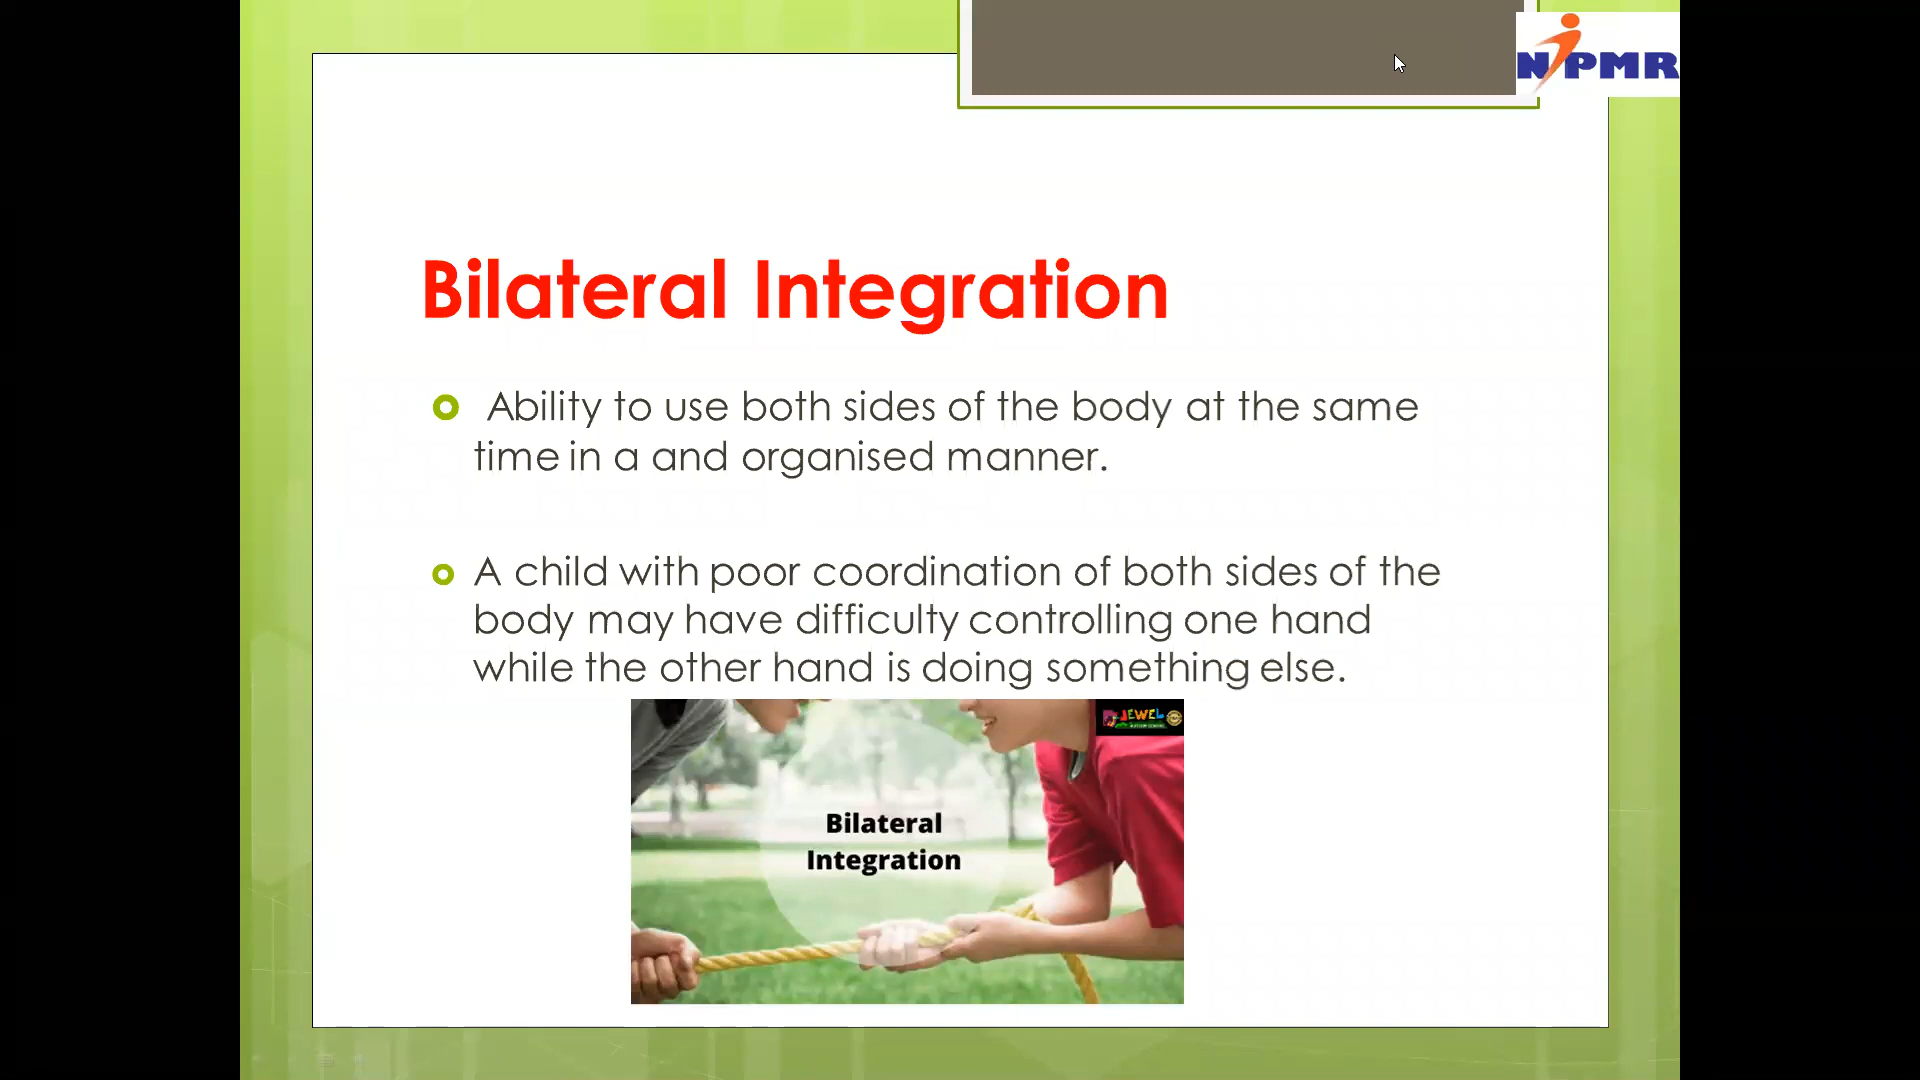 NIPMR
Bilateral Integration
Ability to use both sides of the body at the same
time in a and organised manner.
A child with poor coordination of both sides of the
body may have difficulty controlling one hand
while the other hand is doing something else.
JEWEL
Bilateral
Integration